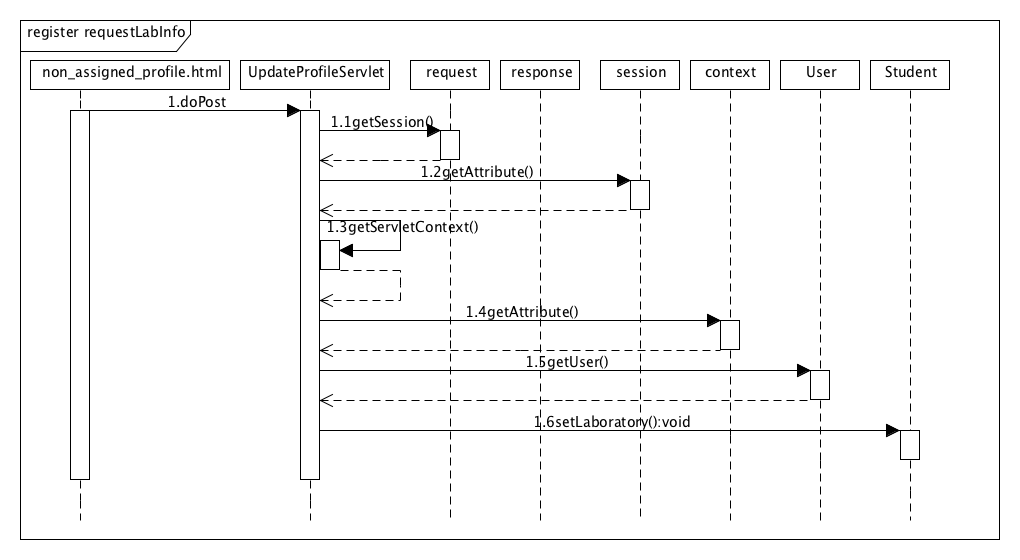 register requestLabInfo
non_assigned_profile.html
UpdateProfileServlet
request
response
session
context
User
Student
1.doPost
1.1getSession()
1.2getAttribute()
1.3getServletContext()
1.4getAttribute()
1.5getUser()
1.6setLaboratory():void